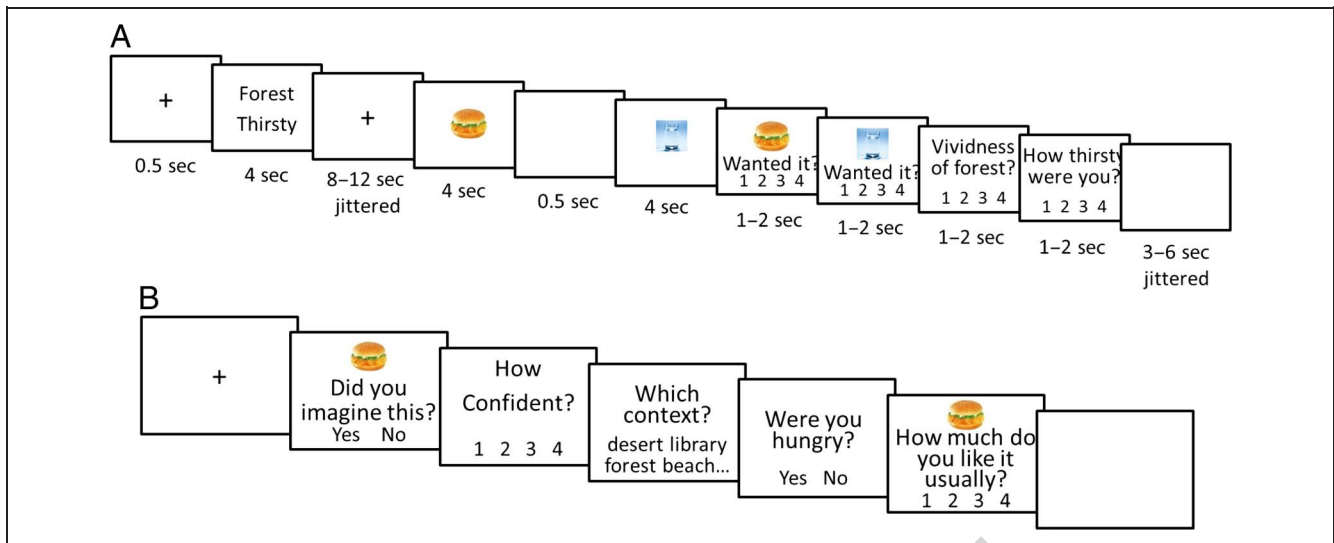 A
+
Forest
Thirsty
+
Wanted it?
1 2 3 4
Wanted it?
1 2 3 4
Vividness
of forest?
1 2 3 4
How thirsty
were you?
1 2 3 4
0.5 sec
4 sec
8–12 sec
jittered
4 sec
0.5 sec
4 sec
1–2 sec
1–2 sec
1–2 sec
1–2 sec
3–6 sec
jittered
B
+
Did you
imagine this?
Yes No
How
Confident?
1 2 3 4
Which
context?
desert library
forest beach...
Were you
hungry?
Yes No
How much do
you like it
usually?
1 2 3 4